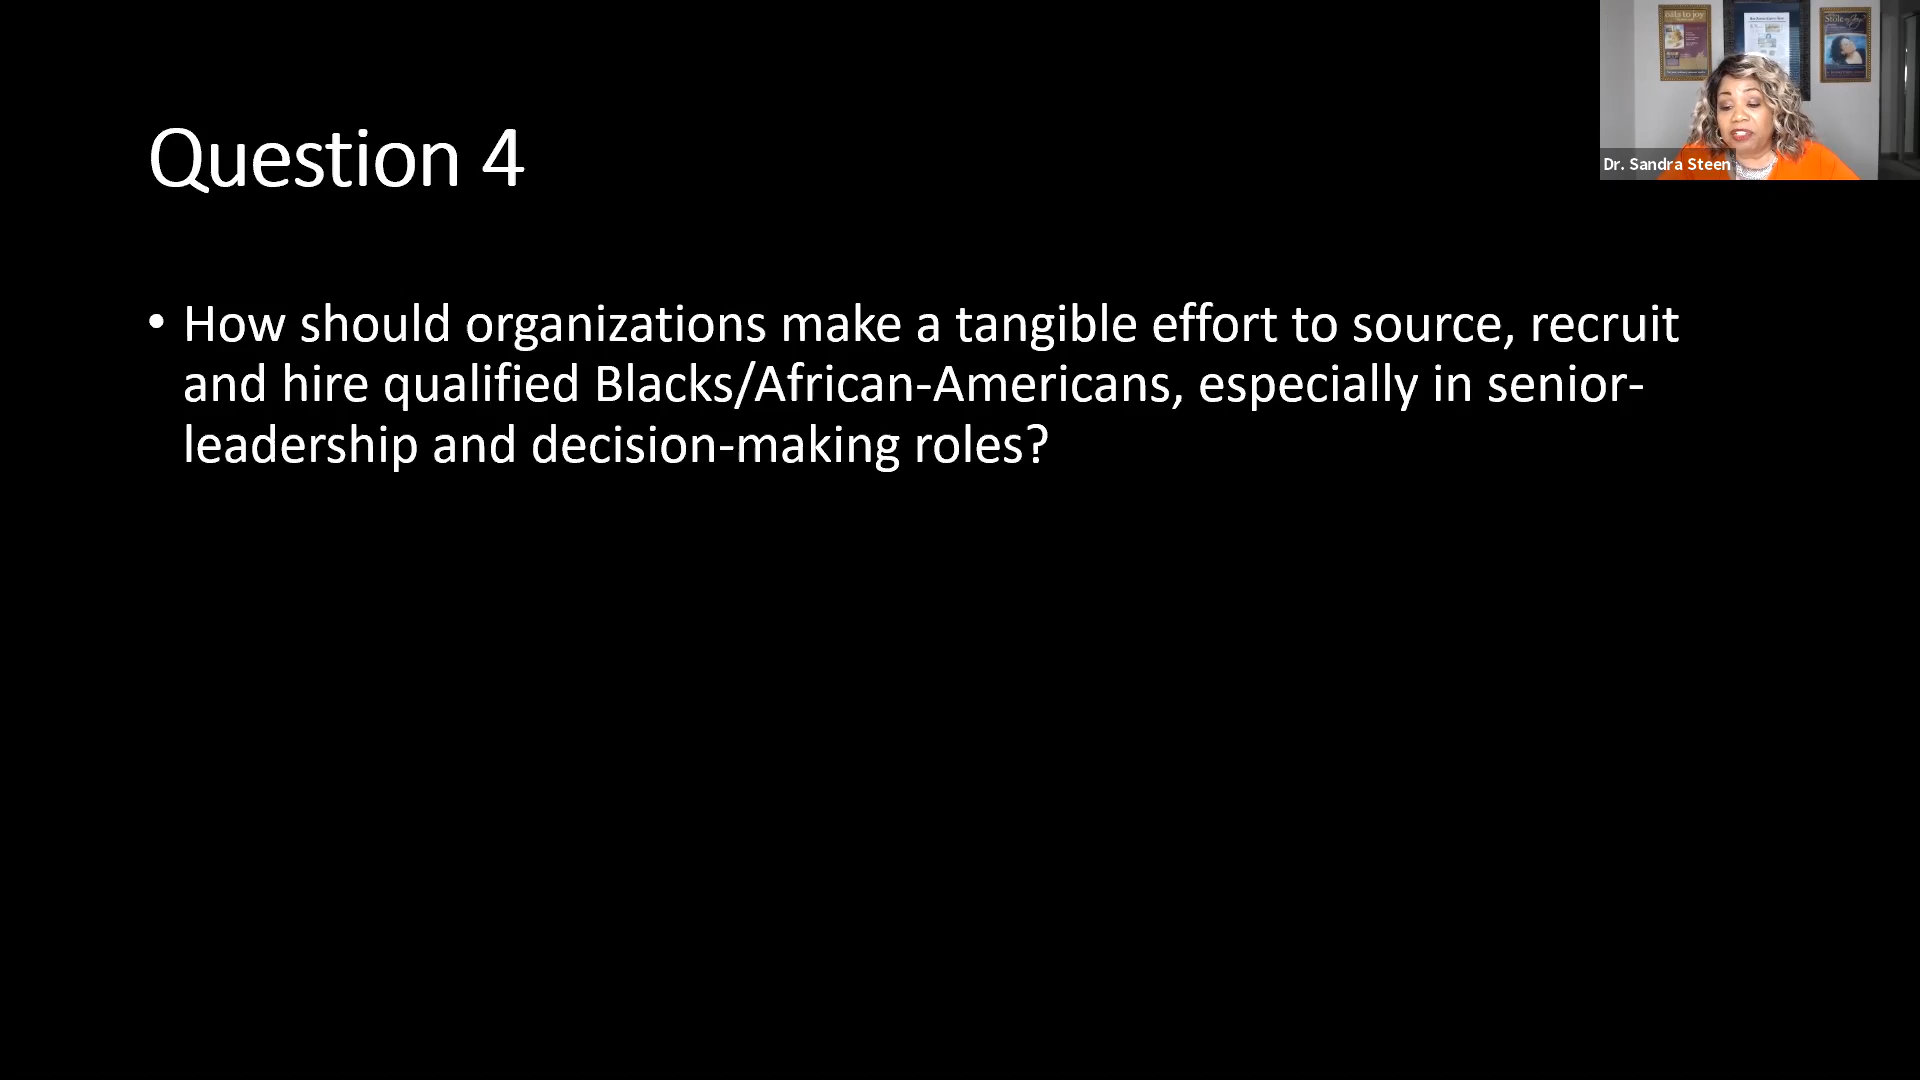 Question 4
• How should organizations make a tangible effort to source, recruit
and hire qualified Blacks/African-Americans, especially in senior-
leadership and decision-making roles?
Dr. Sandra Steen